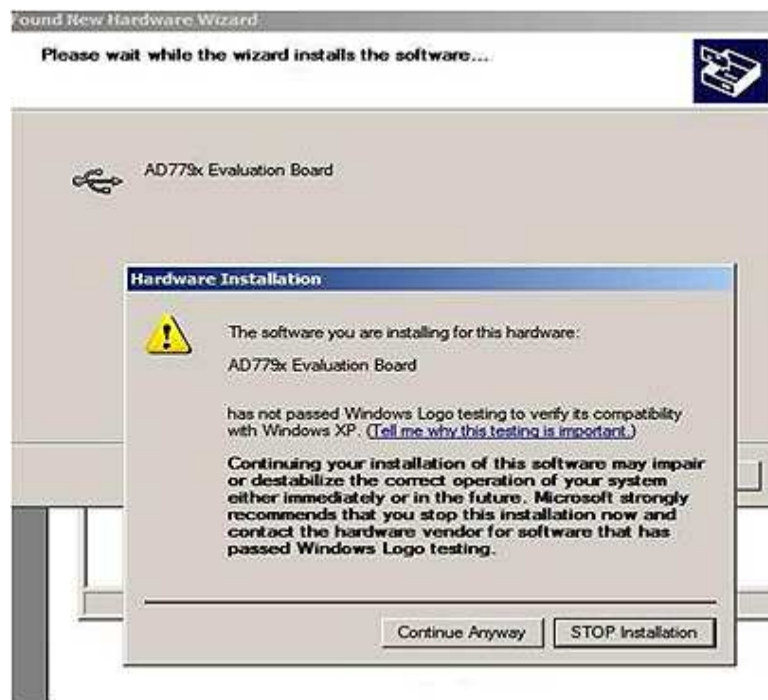 Found New Hardware Wizard
Please wait while the wizard installs the software...
AD779x Evaluation Board
Hardware Installation
The software you are installing for this hardware:
AD779x Evaluation Board
has not passed Windows Logo testing to verify its compatibility
with Windows XP. (Tell me why this testing is important.)
Continuing your installation of this software may impair
or destabilize the correct operation of your system
either immediately or in the future. Microsoft strongly
recommends that you stop this installation now and
contact the hardware vendor for software that has
passed Windows Logo testing.
Continue Anyway
STOP Installation